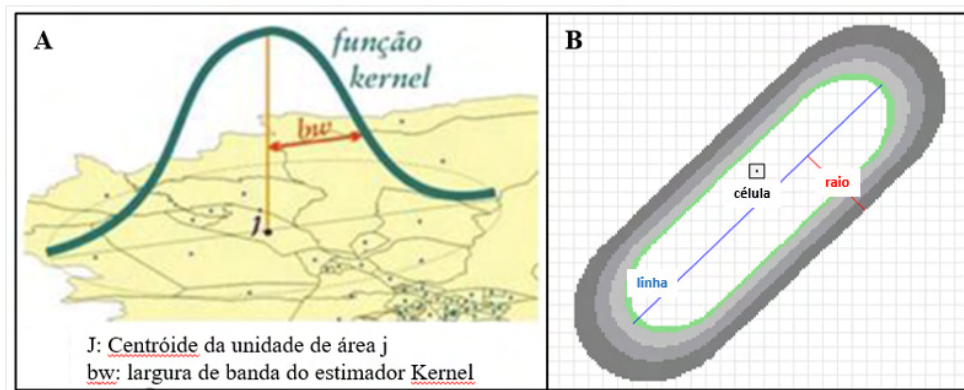 A
função
kernel
bw
j
J: Centróide da unidade de área j
bw: largura de banda do estimador Kernel
B
célula
raio
linha